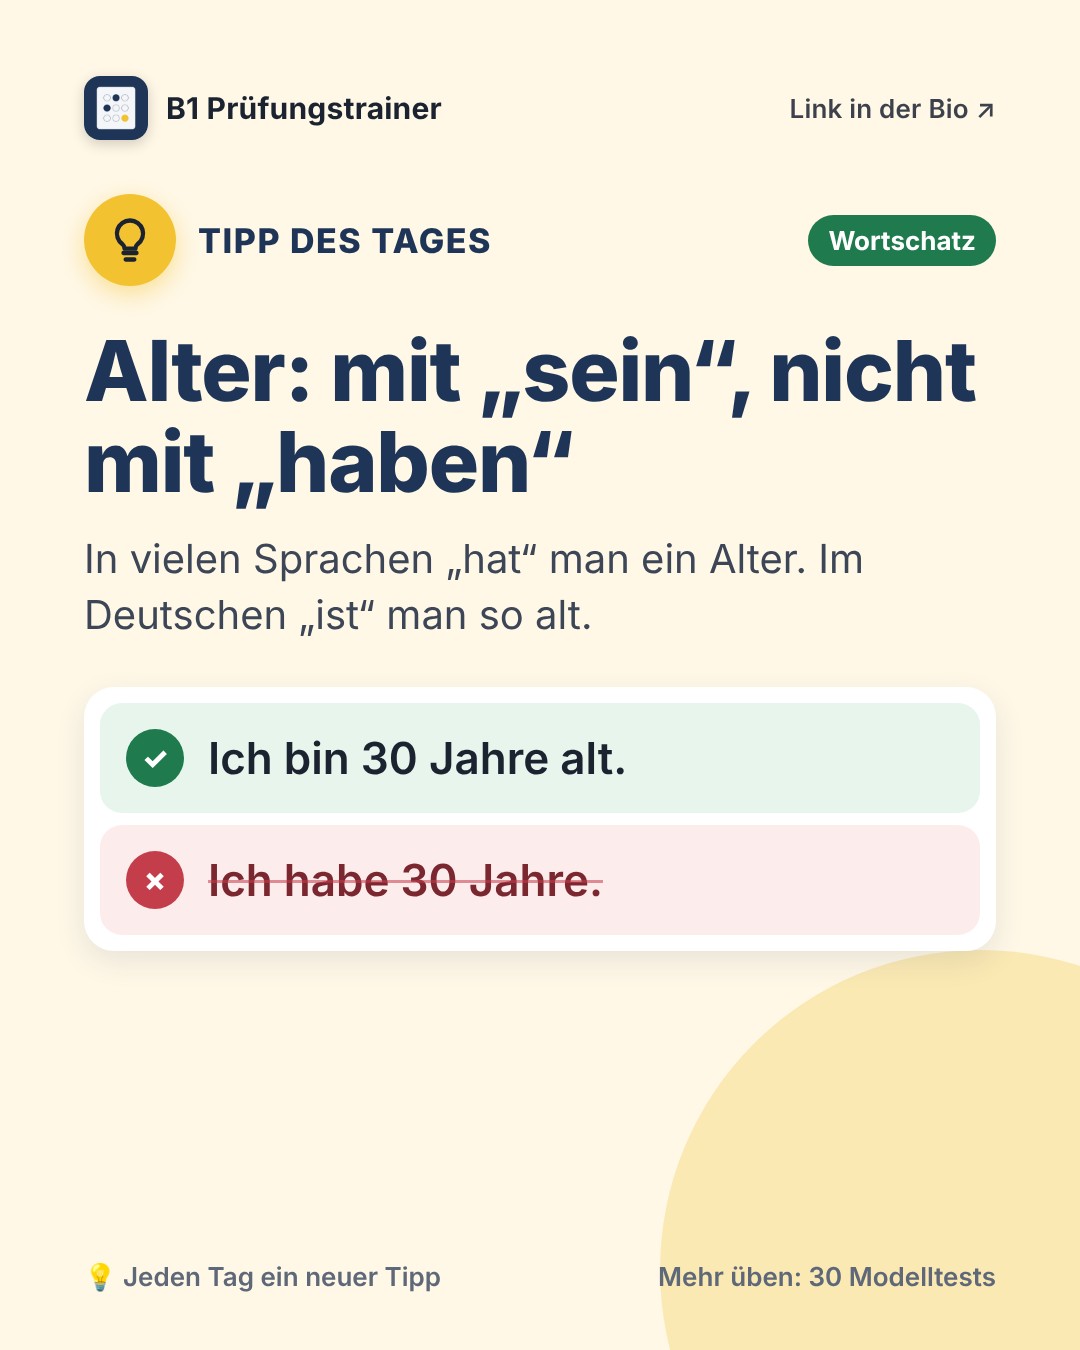 B1 Prüfungstrainer
Link in der Bio ↗
TIPP DES TAGES
Wortschatz
Alter: mit „sein“, nicht
mit „haben“
In vielen Sprachen „hat“ man ein Alter. Im
Deutschen „ist“ man so alt.
Ich bin 30 Jahre alt.
Ich habe 30 Jahre.
💡 Jeden Tag ein neuer Tipp
Mehr üben: 30 Modelltests